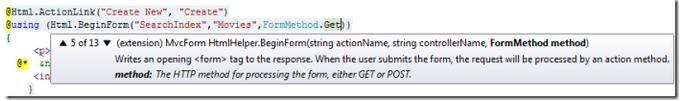 @Html.ActionLink("Create New", "Create")
@using (Html.BeginForm("SearchIndex","Movies",FormMethod.Get))
{
▲ 5 of 13 ▼ (extension) MvcForm HtmlHelper.BeginForm(string actionName, string controllerName, FormMethod method)
<p>
Writes an opening <form> tag to the response. When the user submits the form, the request will be processed by an action method.
@*
method: The HTTP method for processing the form, either GET or POST.
<in
}